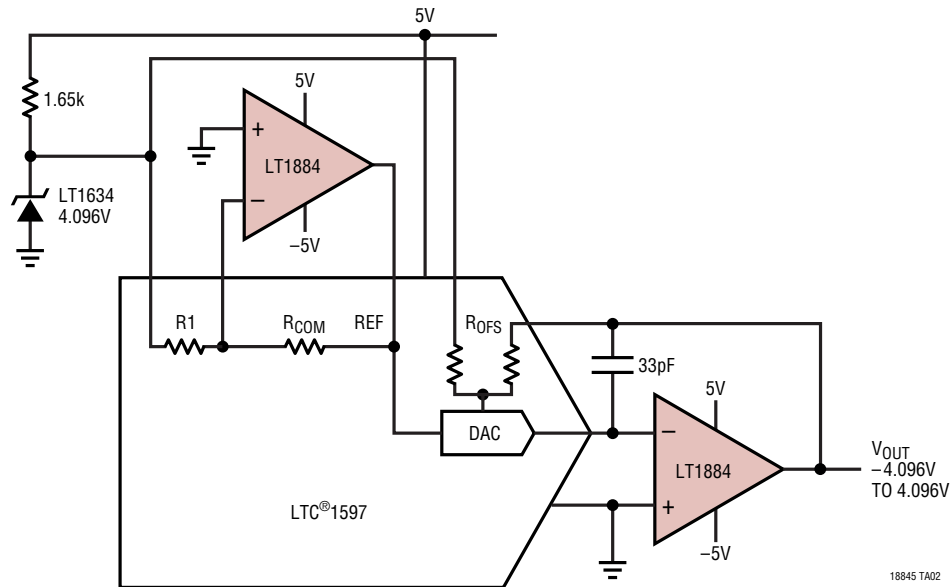 5V
1.65k
5V
+
LT1884
–
–5V
LT1634
4.096V
R1
RCOM
REF
ROFS
33pF
DAC
5V
–
LT1884
+
–5V
VOUT
–4.096V
TO 4.096V
LTC®1597
18845 TA02